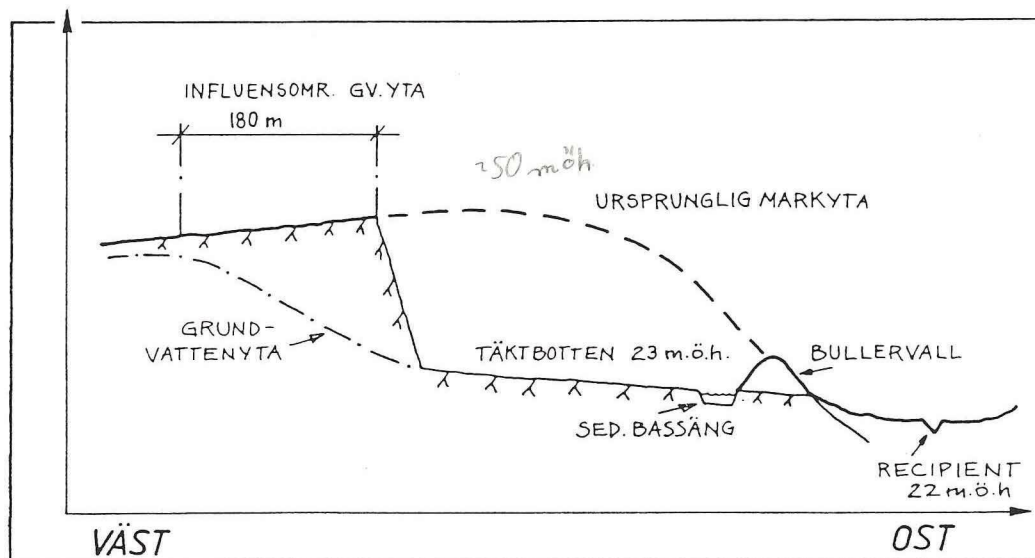 INFLUENSOMR. GV. YTA
180 m
~50 möh
URSPRUNGLIG MARKYTA
GRUND-
VATTENYTA
TÄKTBOTTEN 23 m.ö.h.
BULLERVALL
SED. BASSÄNG
RECIPIENT
22 m.ö.h
VÄST
OST